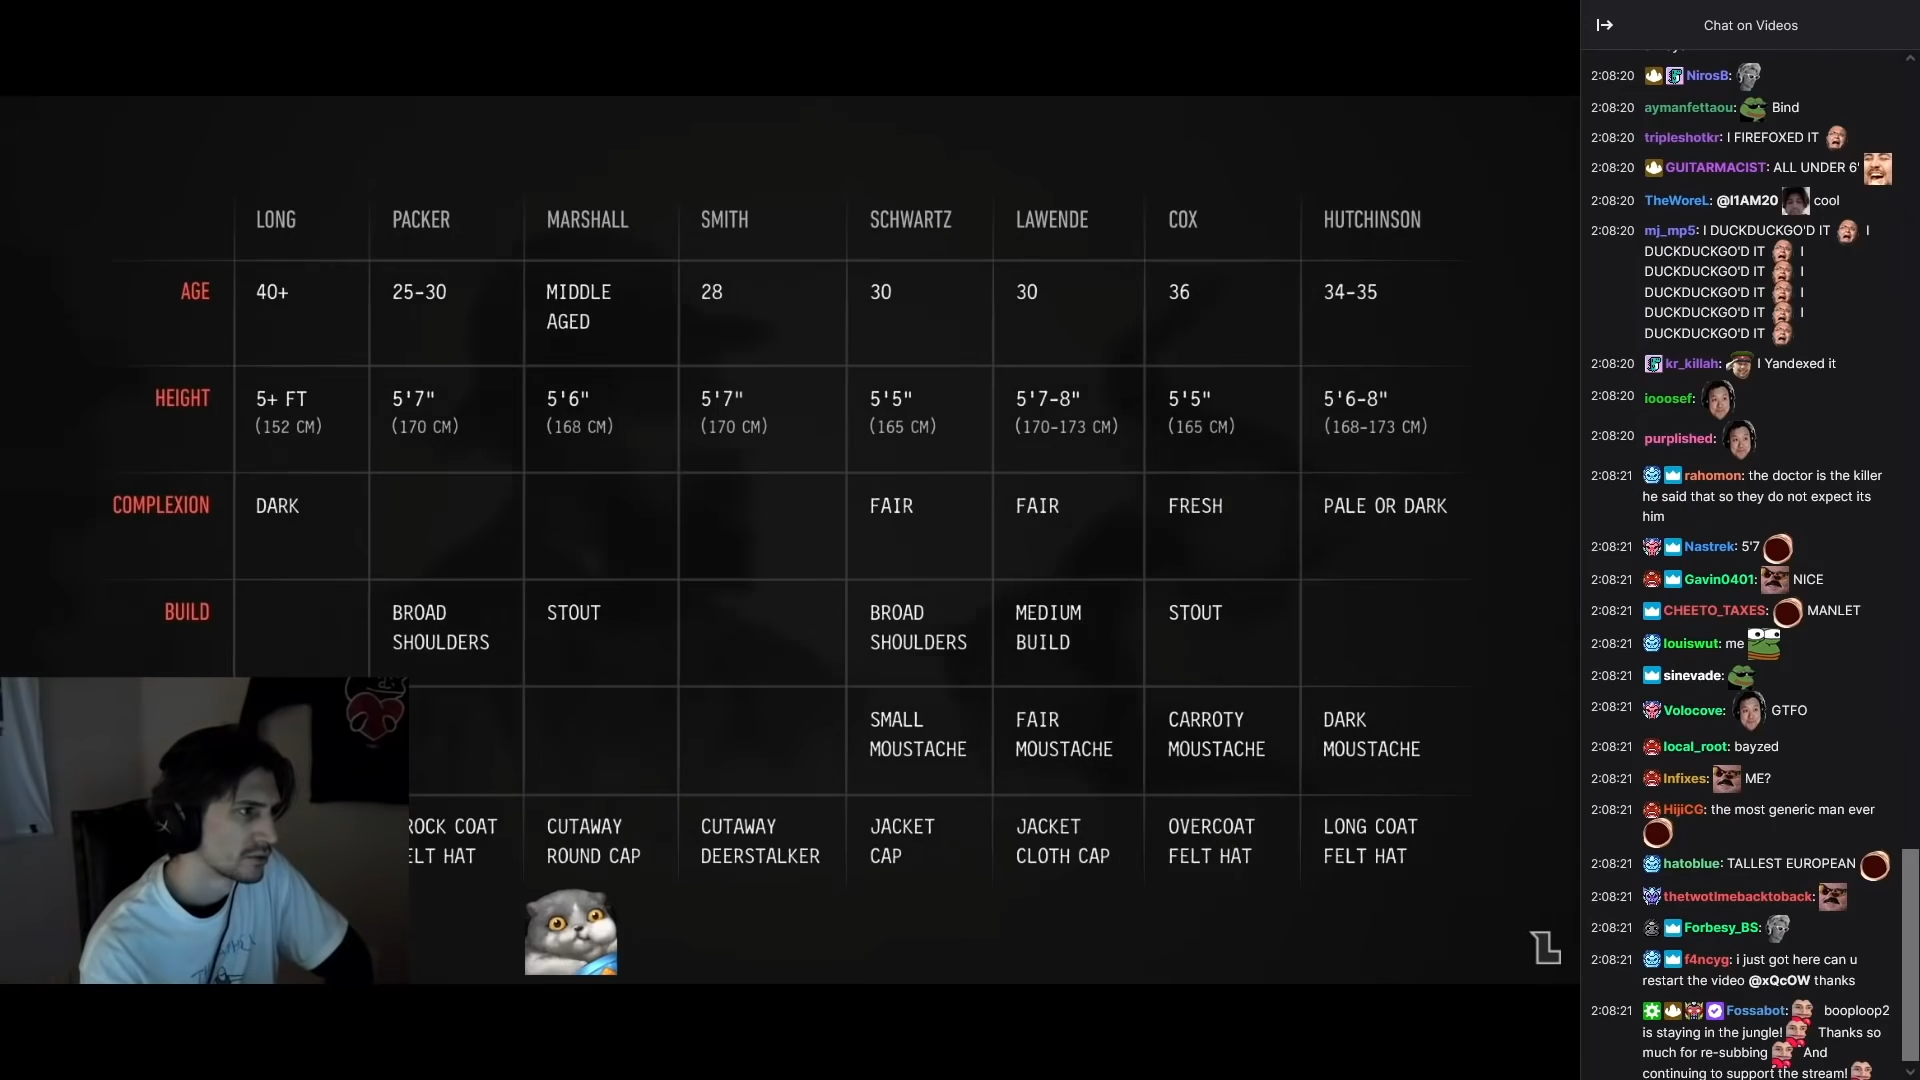 LONG PACKER MARSHALL SMITH SCHWARTZ LAWENDE COX HUTCHINSON
AGE 40+ 25-30 MIDDLE 28 30 30 36 34-35
AGED
HEIGHT 5+ FT 5'7" 5'6" 5'7" 5'5" 5'7-8" 5'5" 5'6-8"
(152 CM) (170 CM) (168 CM) (170 CM) (165 CM) (170-173 CM) (165 CM) (168-173 CM)
COMPLEXION DARK FAIR FAIR FRESH PALE OR DARK
BUILD BROAD STOUT BROAD MEDIUM STOUT
SHOULDERS SHOULDERS BUILD
SMALL FAIR CARROTY DARK
MOUSTACHE MOUSTACHE MOUSTACHE MOUSTACHE
ROCK COAT CUTAWAY CUTAWAY JACKET JACKET OVERCOAT LONG COAT
ELT HAT ROUND CAP DEERSTALKER CAP CLOTH CAP FELT HAT FELT HAT
Chat on Videos
2:08:20 NirosB:
2:08:20 aymanfettaou: Bind
2:08:20 tripleshotkr: I FIREFOXED IT
2:08:20 GUITARMACIST: ALL UNDER 6'
2:08:20 TheWoreL: @I1AM20 cool
2:08:20 mj_mp5: I DUCKDUCKGO'D IT I
DUCKDUCKGO'D IT I
DUCKDUCKGO'D IT I
DUCKDUCKGO'D IT I
DUCKDUCKGO'D IT I
DUCKDUCKGO'D IT
2:08:20 kr_killah: I Yandexed it
2:08:20 iooosef:
2:08:20 purplished:
2:08:21 rahomon: the doctor is the killer
he said that so they do not expect its
him
2:08:21 Nastrek: 5'7
2:08:21 Gavin0401: NICE
2:08:21 CHEETO_TAXES: MANLET
2:08:21 louiswut: me
2:08:21 sinevade:
2:08:21 Volocove: GTFO
2:08:21 local_root: bayzed
2:08:21 Infixes: ME?
2:08:21 HijiCG: the most generic man ever
2:08:21 hatoblue: TALLEST EUROPEAN
2:08:21 thetwotimebacktoback:
2:08:21 Forbesy_BS:
2:08:21 f4ncyg: i just got here can u
restart the video @xQcOW thanks
2:08:21 Fossabot: booploop2
is staying in the jungle! Thanks so
much for re-subbing And
continuing to support the stream!